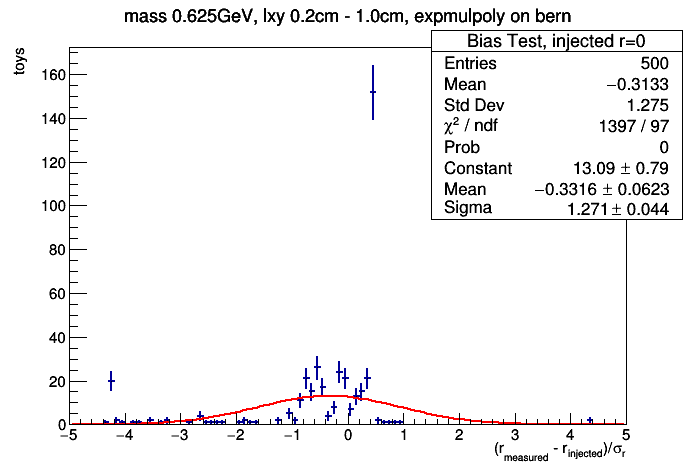 mass 0.625GeV, lxy 0.2cm - 1.0cm, expmulpoly on bern
Bias Test, injected r=0
Entries 500
Mean −0.3133
Std Dev 1.275
χ² / ndf 1397 / 97
Prob 0
Constant 13.09 ± 0.79
Mean −0.3316 ± 0.0623
Sigma 1.271 ± 0.044
toys
160
140
120
100
80
60
40
20
0
−5 −4 −3 −2 −1 0 1 2 3 4 5
(r_measured - r_injected)/σ_r